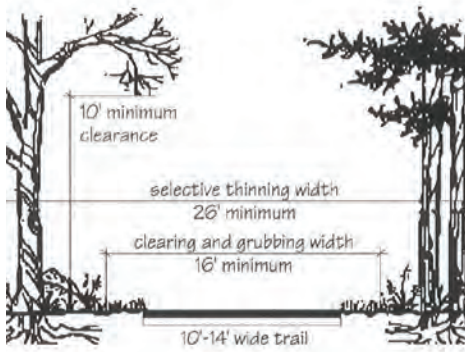 10' minimum
clearance
selective thinning width
26' minimum
clearing and grubbing width
16' minimum
10'-14' wide trail